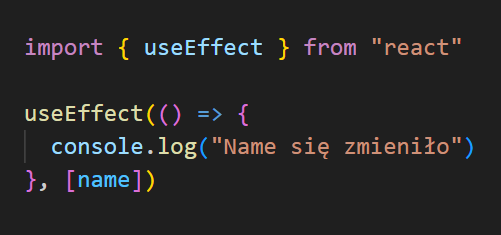 import { useEffect } from "react"
useEffect(() => {
console.log("Name się zmieniło")
}, [name])